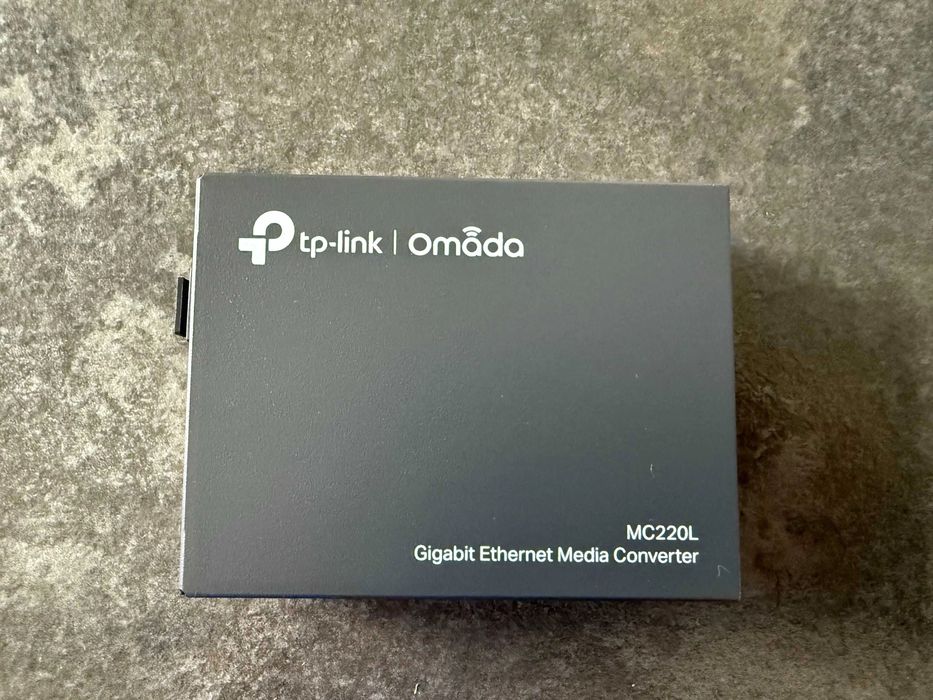 tp-link | Omada
MC220L
Gigabit Ethernet Media Converter